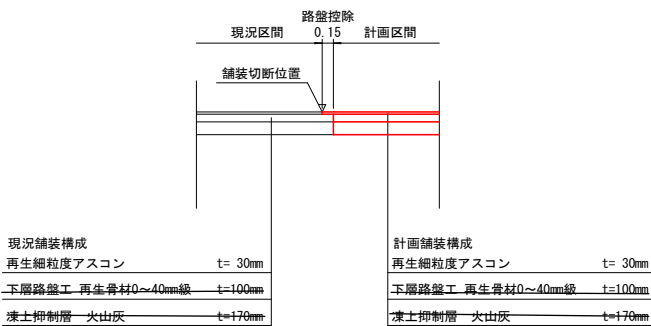 路盤控除
現況区間 0.15 計画区間
舗装切断位置
現況舗装構成
再生細粒度アスコン t= 30mm
下層路盤工 再生骨材0～40mm級 t=100mm
凍上抑制層 火山灰 t=170mm
計画舗装構成
再生細粒度アスコン t= 30mm
下層路盤工 再生骨材0～40mm級 t=100mm
凍上抑制層 火山灰 t=170mm